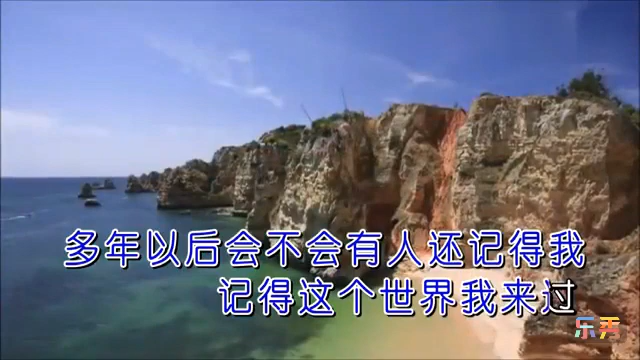 多年以后会不会有人还记得我
记得这个世界我来过
乐秀